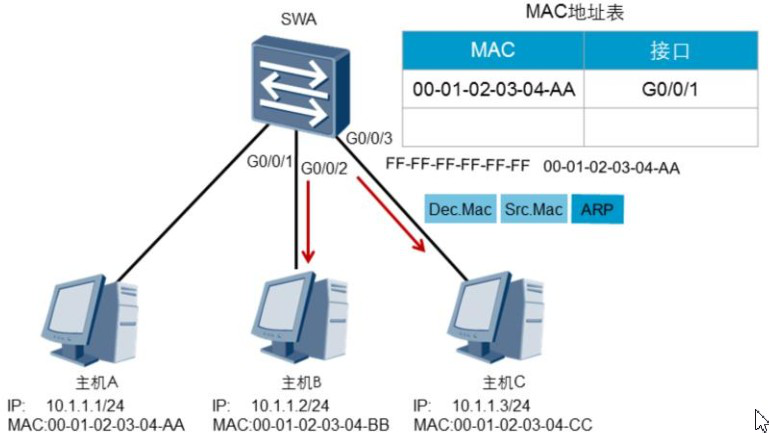 SWA
MAC地址表
MAC 接口
00-01-02-03-04-AA G0/0/1
G0/0/3
G0/0/1
G0/0/2
FF-FF-FF-FF-FF-FF 00-01-02-03-04-AA
Dec.Mac Src.Mac ARP
主机A
IP: 10.1.1.1/24
MAC:00-01-02-03-04-AA
主机B
IP: 10.1.1.2/24
MAC:00-01-02-03-04-BB
主机C
IP: 10.1.1.3/24
MAC:00-01-02-03-04-CC